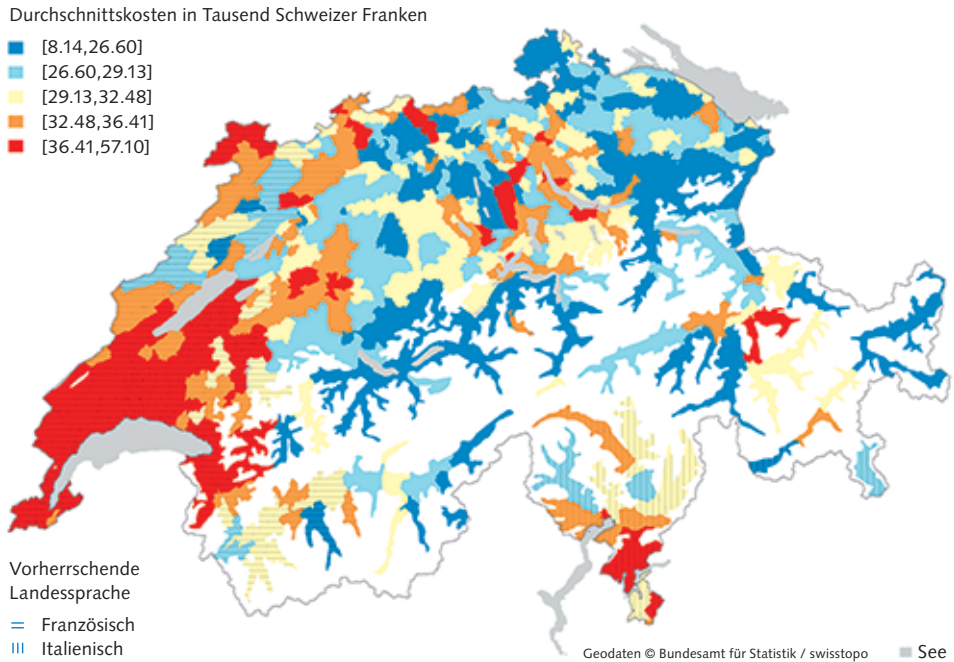 Durchschnittskosten in Tausend Schweizer Franken
[8.14,26.60]
[26.60,29.13]
[29.13,32.48]
[32.48,36.41]
[36.41,57.10]
Vorherrschende
Landessprache
Französisch
Italienisch
Geodaten © Bundesamt für Statistik / swisstopo
See